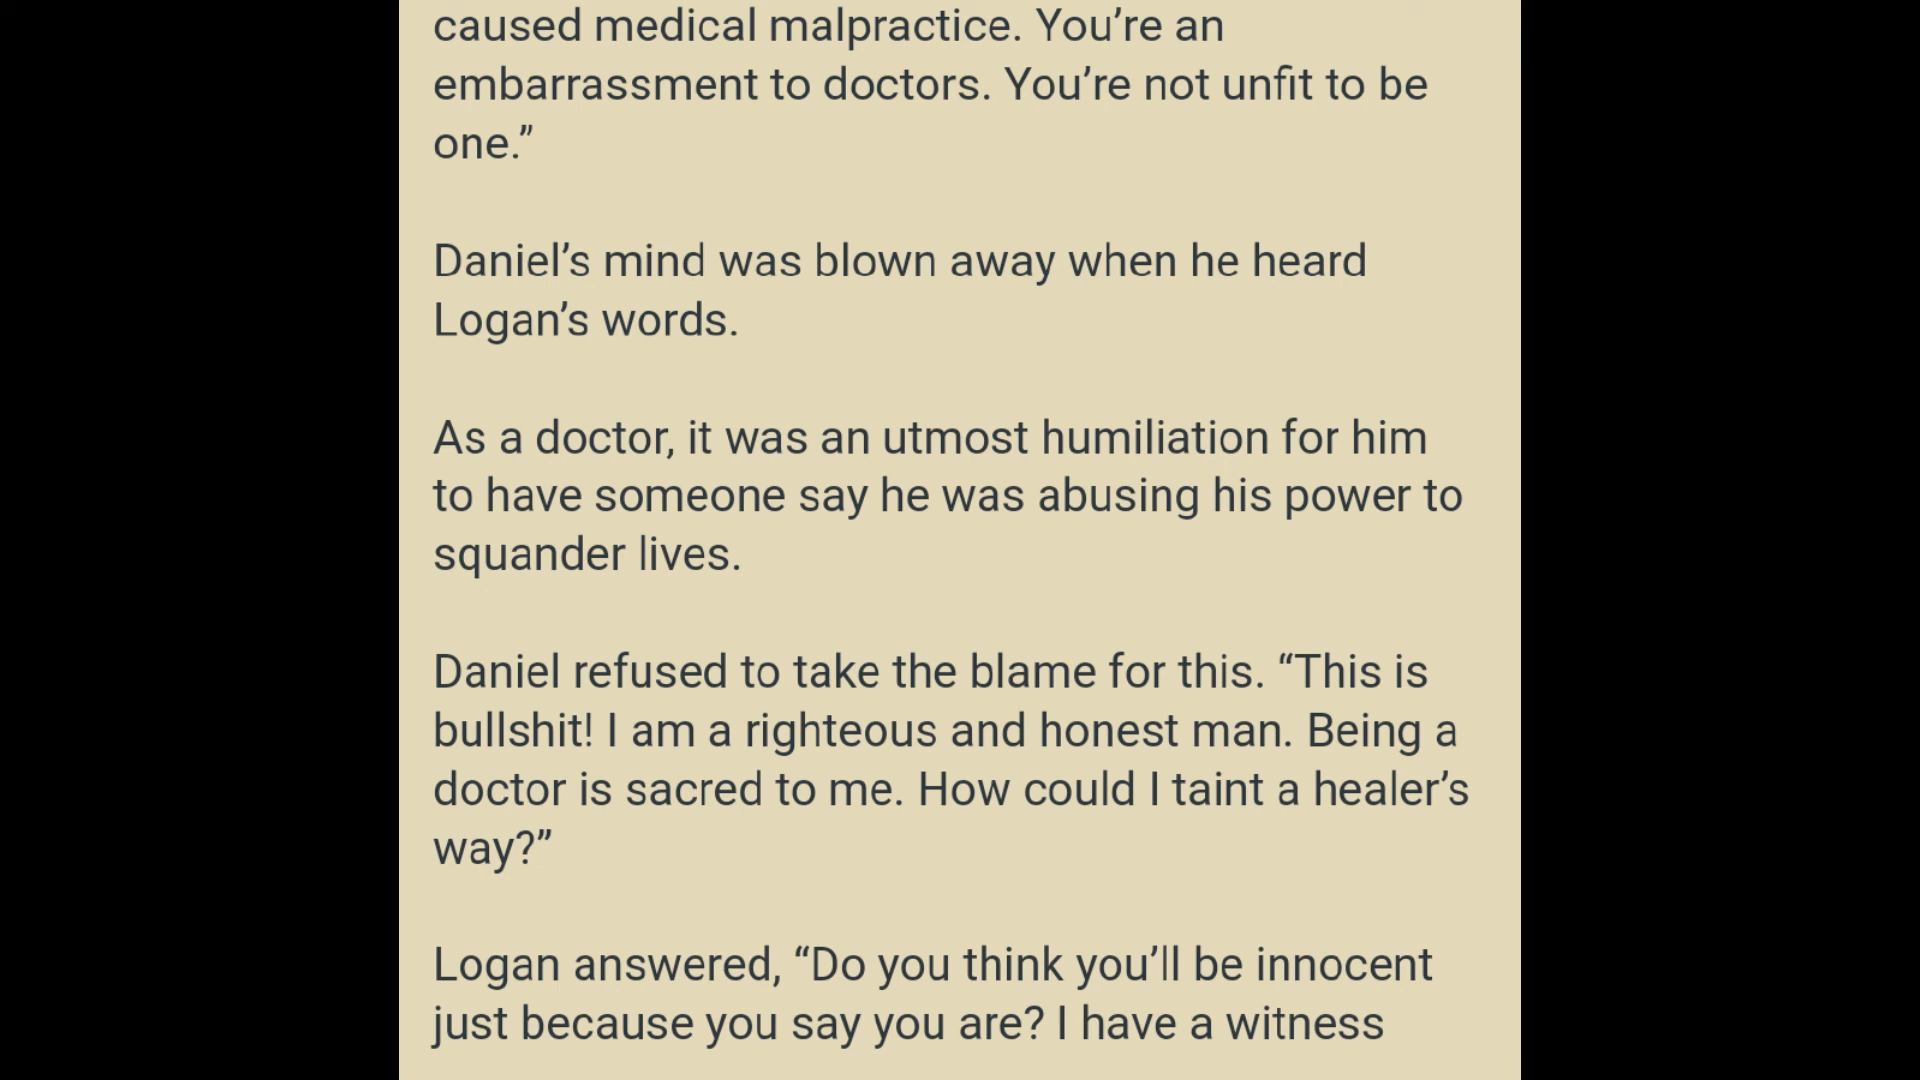 caused medical malpractice. You’re an
embarrassment to doctors. You’re not unfit to be
one.”
Daniel’s mind was blown away when he heard
Logan’s words.
As a doctor, it was an utmost humiliation for him
to have someone say he was abusing his power to
squander lives.
Daniel refused to take the blame for this. “This is
bullshit! I am a righteous and honest man. Being a
doctor is sacred to me. How could I taint a healer’s
way?”
Logan answered, “Do you think you’ll be innocent
just because you say you are? I have a witness